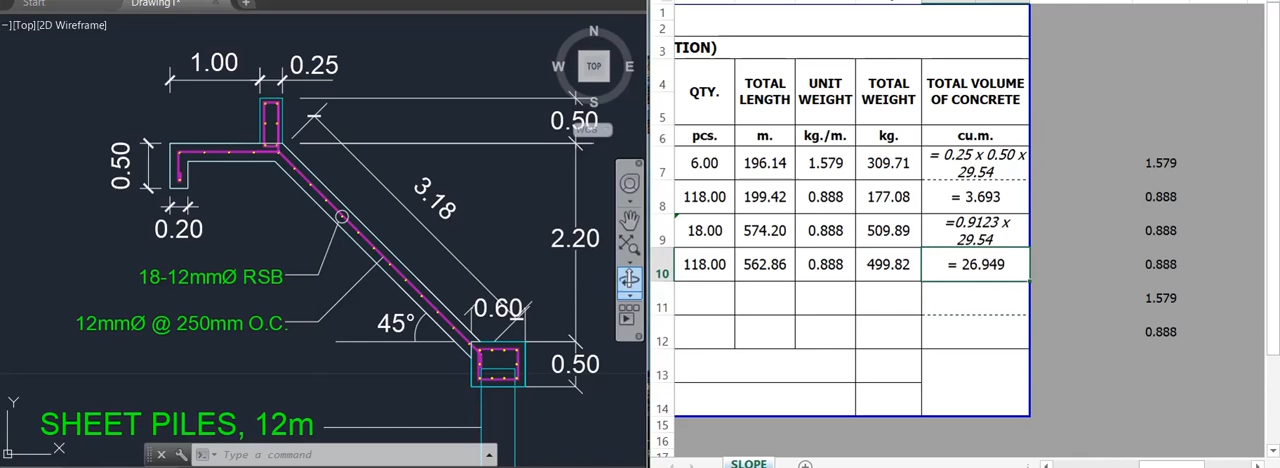 Start
Drawing1*
−][Top][2D Wireframe]
N
W
TOP
E
S
WCS
1.00
0.25
0.50
0.50
3.18
0.20
2.20
18-12mmØ RSB
12mmØ @ 250mm O.C.
45°
0.60
0.50
SHEET PILES, 12m
Y
X
Type a command
1
2
3 TION)
4
5
QTY.
TOTAL LENGTH
UNIT WEIGHT
TOTAL WEIGHT
TOTAL VOLUME OF CONCRETE
6 pcs. m. kg./m. kg. cu.m.
7 6.00 196.14 1.579 309.71 = 0.25 x 0.50 x 29.54 1.579
8 118.00 199.42 0.888 177.08 = 3.693 0.888
9 18.00 574.20 0.888 509.89 =0.9123 x 29.54 0.888
10 118.00 562.86 0.888 499.82 = 26.949 0.888
11 1.579
12 0.888
13
14
15
16
17
SLOPE